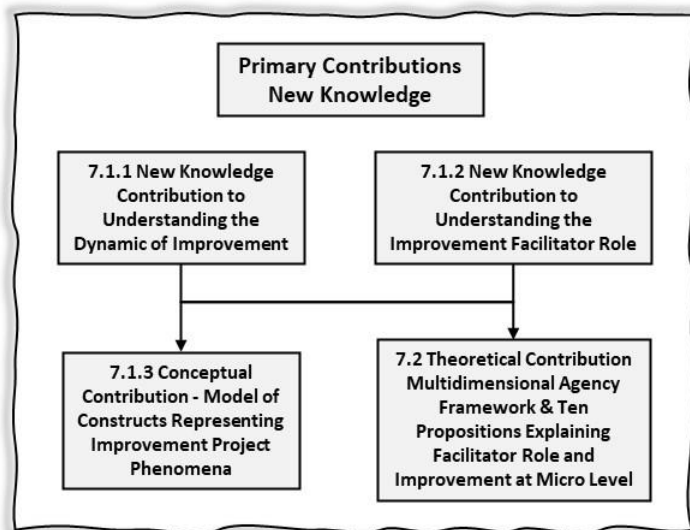 Primary Contributions
New Knowledge
7.1.1 New Knowledge
Contribution to
Understanding the
Dynamic of Improvement
7.1.2 New Knowledge
Contribution to
Understanding the
Improvement Facilitator Role
7.1.3 Conceptual
Contribution - Model of
Constructs Representing
Improvement Project
Phenomena
7.2 Theoretical Contribution
Multidimensional Agency
Framework & Ten
Propositions Explaining
Facilitator Role and
Improvement at Micro Level